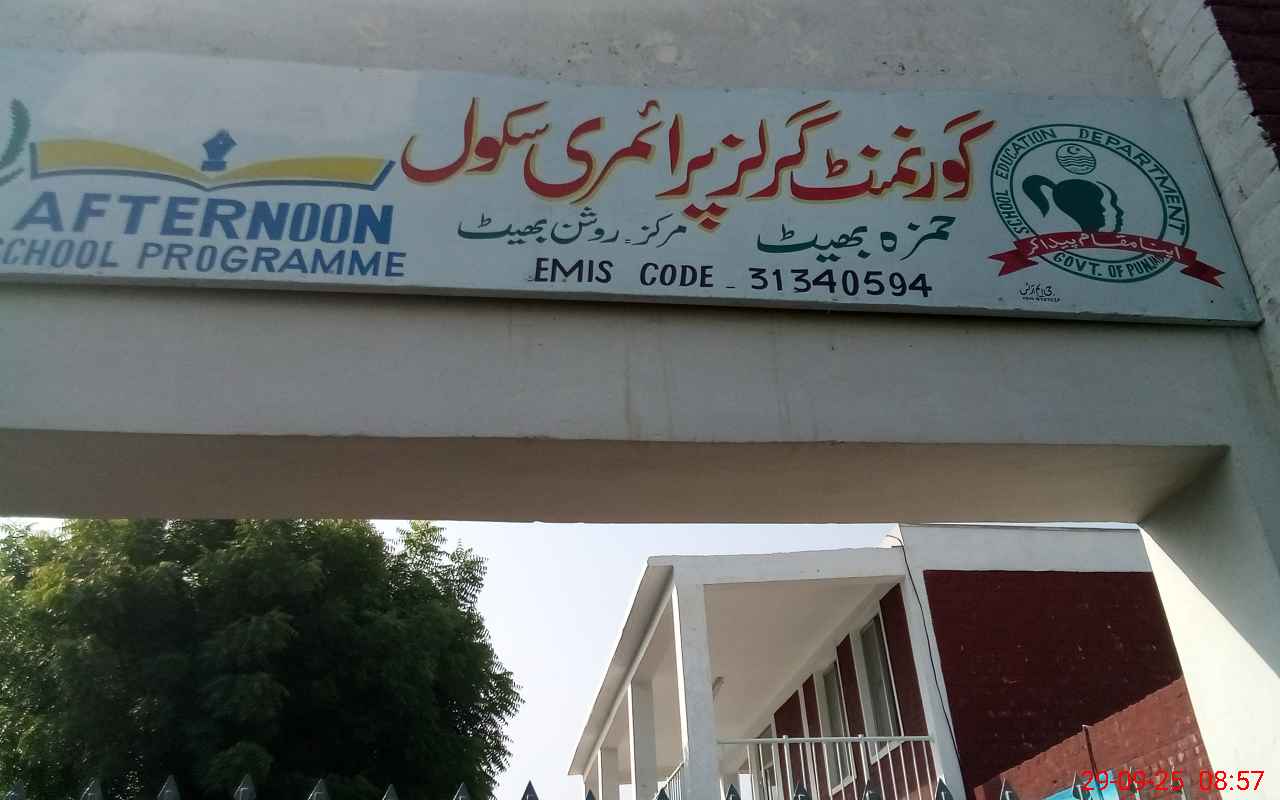 گورنمنٹ گرلز پرائمری سکول
حمزہ بھیٹ مرکز۔ روشن بھیٹ
EMIS CODE - 31340594
AFTERNOON
SCHOOL PROGRAMME
SCHOOL EDUCATION DEPARTMENT
اپنا مقام پیدا کر
GOVT. OF PUNJAB
29-09-25 08:57